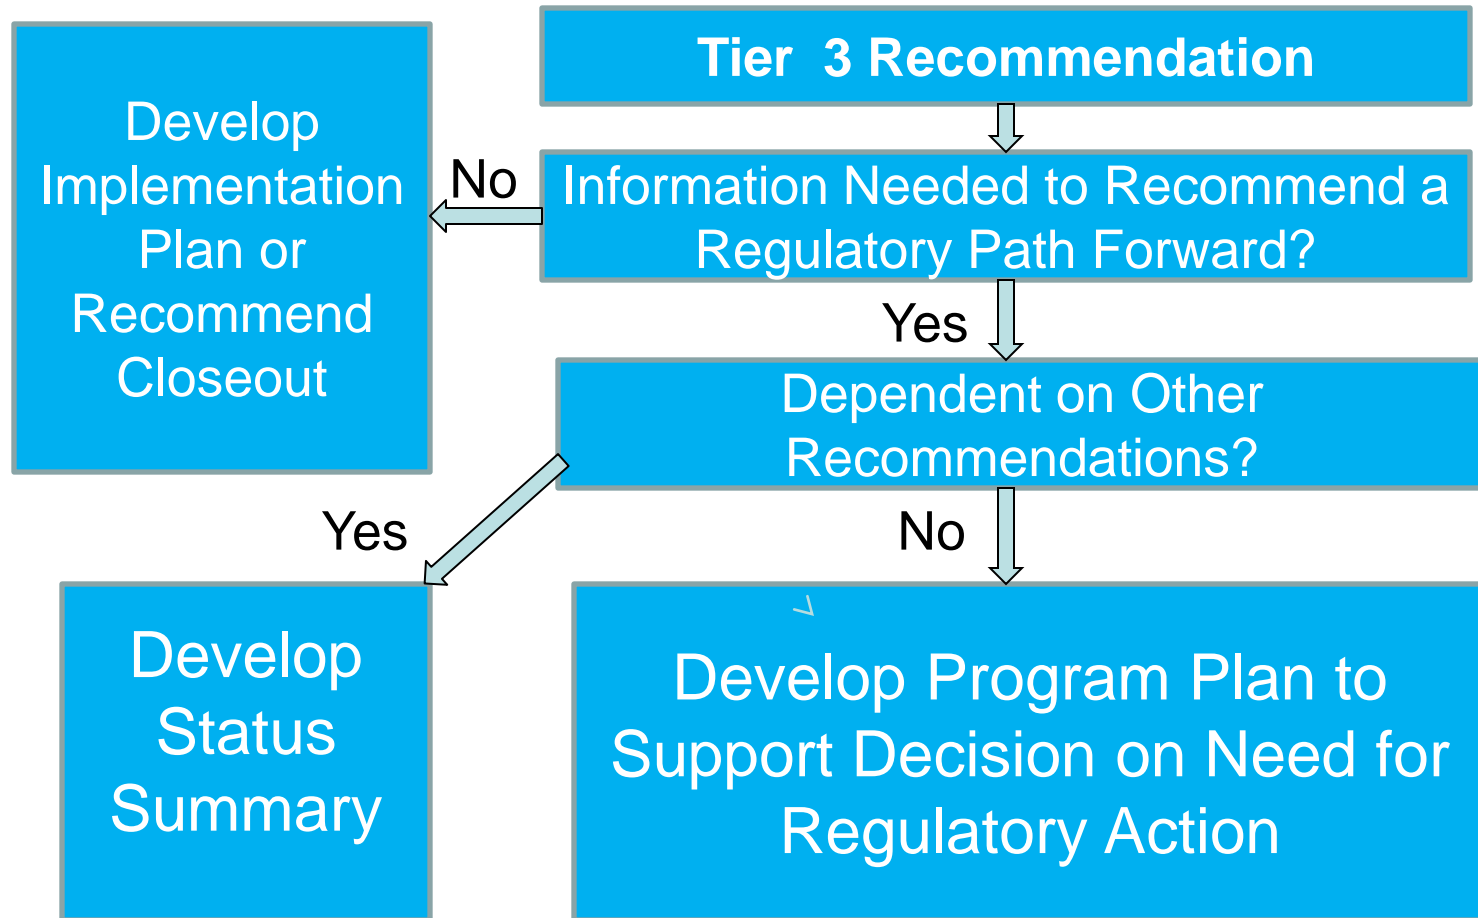 Tier 3 Recommendation
Develop
Implementation
Plan or
Recommend
Closeout
No
Information Needed to Recommend a
Regulatory Path Forward?
Yes
Dependent on Other
Recommendations?
Yes
No
Develop
Status
Summary
Develop Program Plan to
Support Decision on Need for
Regulatory Action